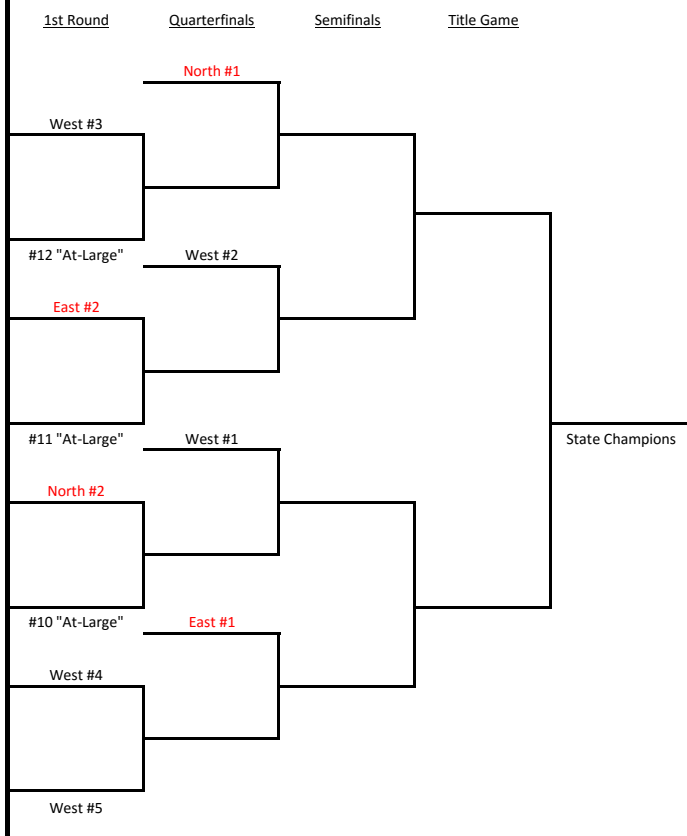 1st Round
Quarterfinals
Semifinals
Title Game
North #1
West #3
#12 "At-Large"
West #2
East #2
#11 "At-Large"
West #1
State Champions
North #2
#10 "At-Large"
East #1
West #4
West #5